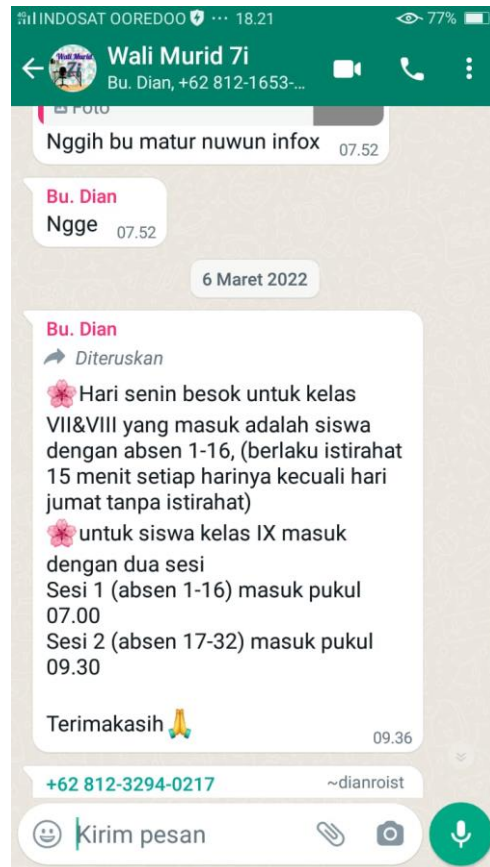 INDOSAT OOREDOO ... 18.21 77%
Wali Murid 7i
Bu. Dian, +62 812-1653-...
Foto
Nggih bu matur nuwun infox 07.52
Bu. Dian
Ngge 07.52
6 Maret 2022
Bu. Dian
Diteruskan
🌸Hari senin besok untuk kelas
VII&VIII yang masuk adalah siswa
dengan absen 1-16, (berlaku istirahat
15 menit setiap harinya kecuali hari
jumat tanpa istirahat)
🌸untuk siswa kelas IX masuk
dengan dua sesi
Sesi 1 (absen 1-16) masuk pukul
07.00
Sesi 2 (absen 17-32) masuk pukul
09.30
Terimakasih🙏
09.36
+62 812-3294-0217 ~dianroist
Kirim pesan